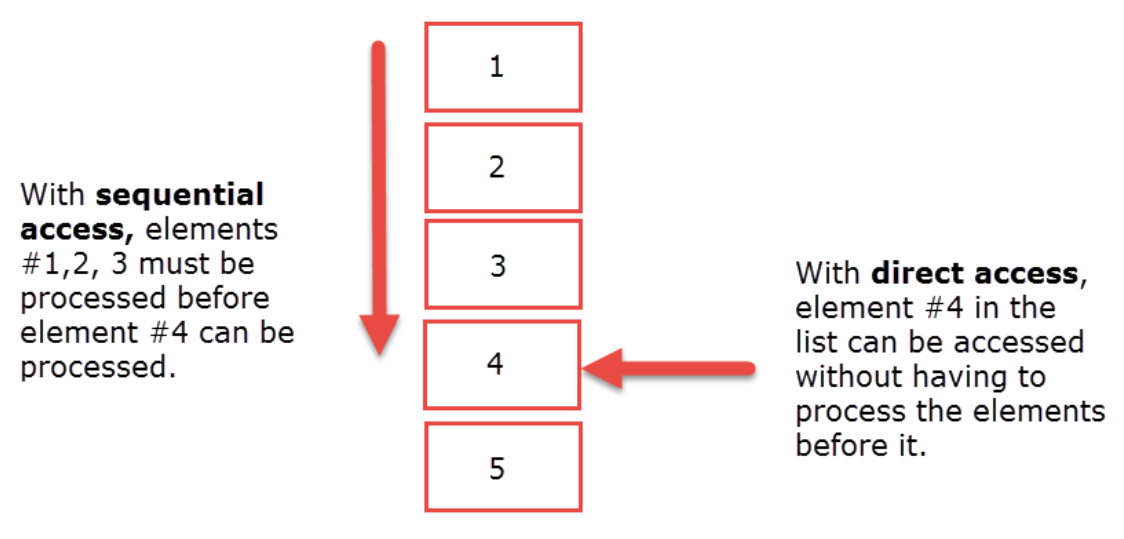 With sequential
access, elements
#1,2, 3 must be
processed before
element #4 can be
processed.
1
2
3
4
5
With direct access,
element #4 in the
list can be accessed
without having to
process the elements
before it.